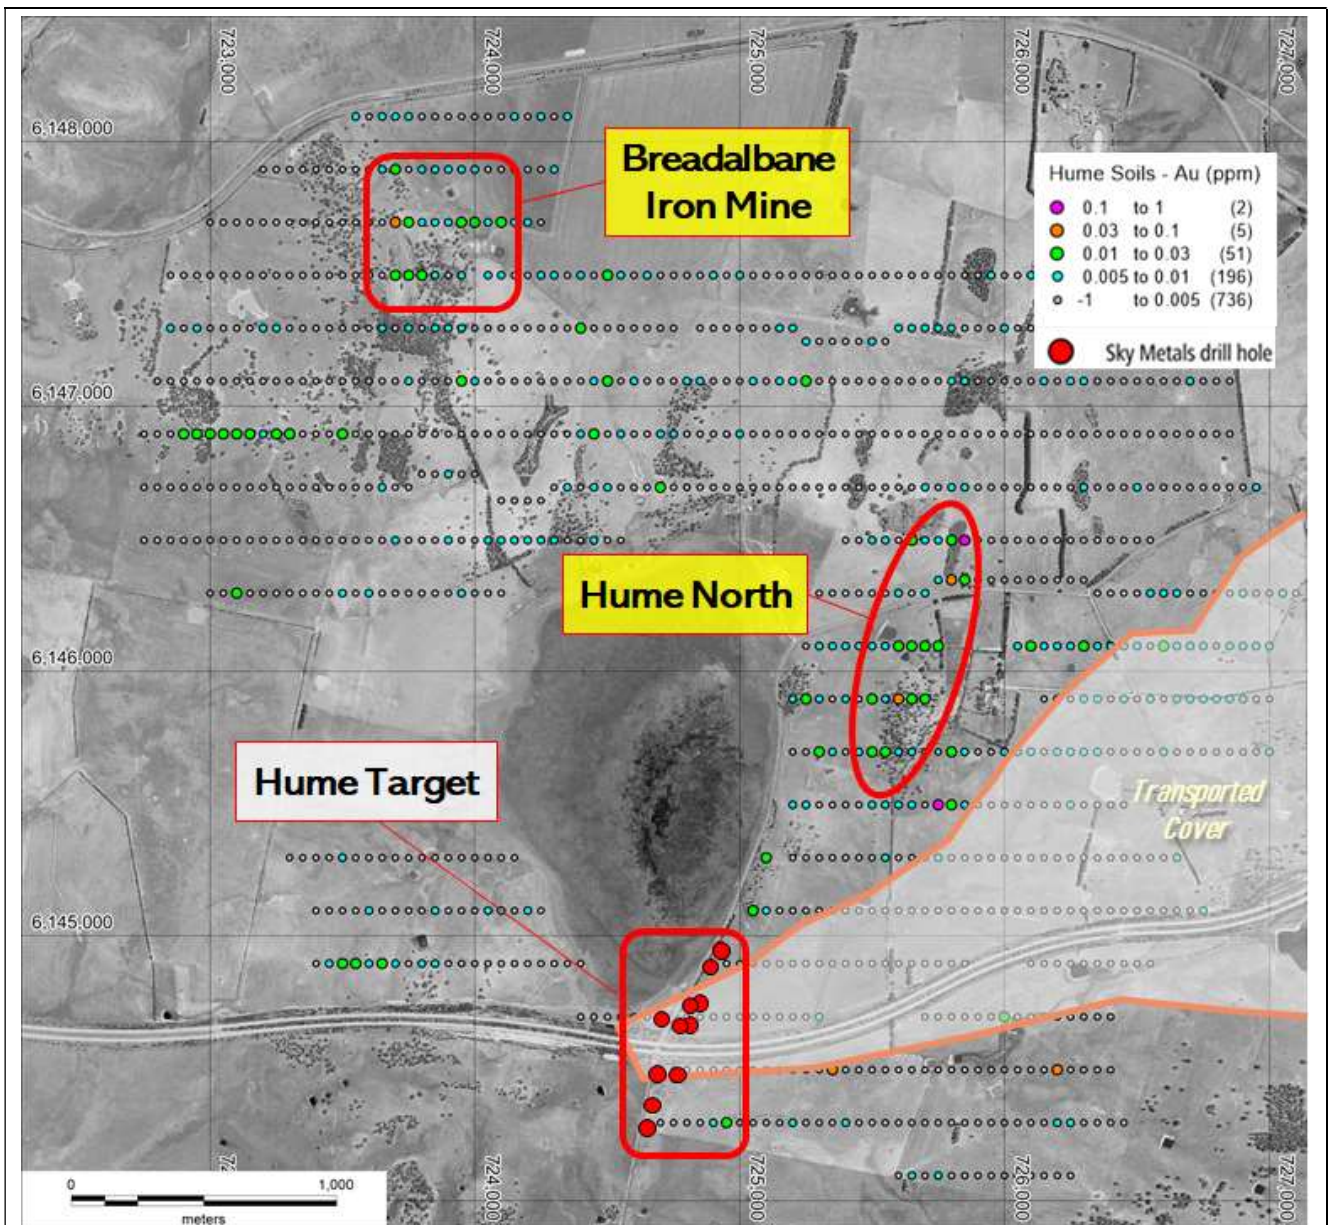 723,000
724,000
725,000
726,000
727,000
6,148,000
Breadalbane
Iron Mine
Hume Soils - Au (ppm)
0.1 to 1 (2)
0.03 to 0.1 (5)
0.01 to 0.03 (51)
0.005 to 0.01 (196)
-1 to 0.005 (736)
Sky Metals drill hole
6,147,000
Hume North
6,146,000
Hume Target
Transported
Cover
6,145,000
724,000
725,000
726,000
727,000
0 1,000
meters